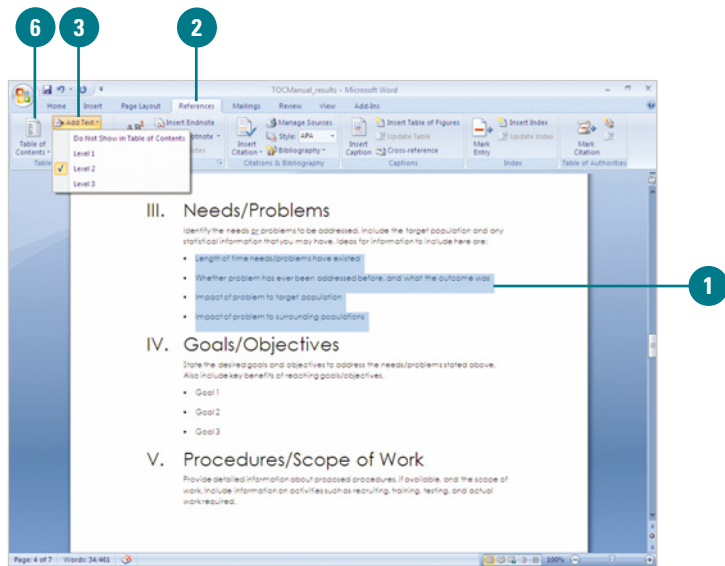 6 3 2
TOCManual_results - Microsoft Word
Home Insert Page Layout References Mailings Review View Add-Ins
Add Text Insert Endnote Manage Sources Insert Table of Figures Insert Index
AB¹ Style: APA Update Table Update Index
Table of Contents Insert Citation Bibliography Insert Caption Cross-reference Mark Entry Mark Citation
Citations & Bibliography Captions Index Table of Authorities
Do Not Show in Table of Contents
Level 1
Level 2
Level 3
III. Needs/Problems
Identify the needs or problems to be addressed. Include the target population and any
statistical information that you may have. Ideas for information to include here are:
• Length of time needs/problems have existed
• Whether problem has ever been addressed before, and what the outcome was
1
• Impact of problem to target population
• Impact of problem to surrounding populations
IV. Goals/Objectives
State the desired goals and objectives to address the needs/problems stated above.
Also include key benefits of reaching goals/objectives.
• Goal 1
• Goal 2
• Goal 3
V. Procedures/Scope of Work
Provide detailed information about proposed procedures, if available, and the scope of
work. Include information on activities such as recruiting, training, testing, and actual
work required.
Page: 4 of 7 Words: 34/461 100%